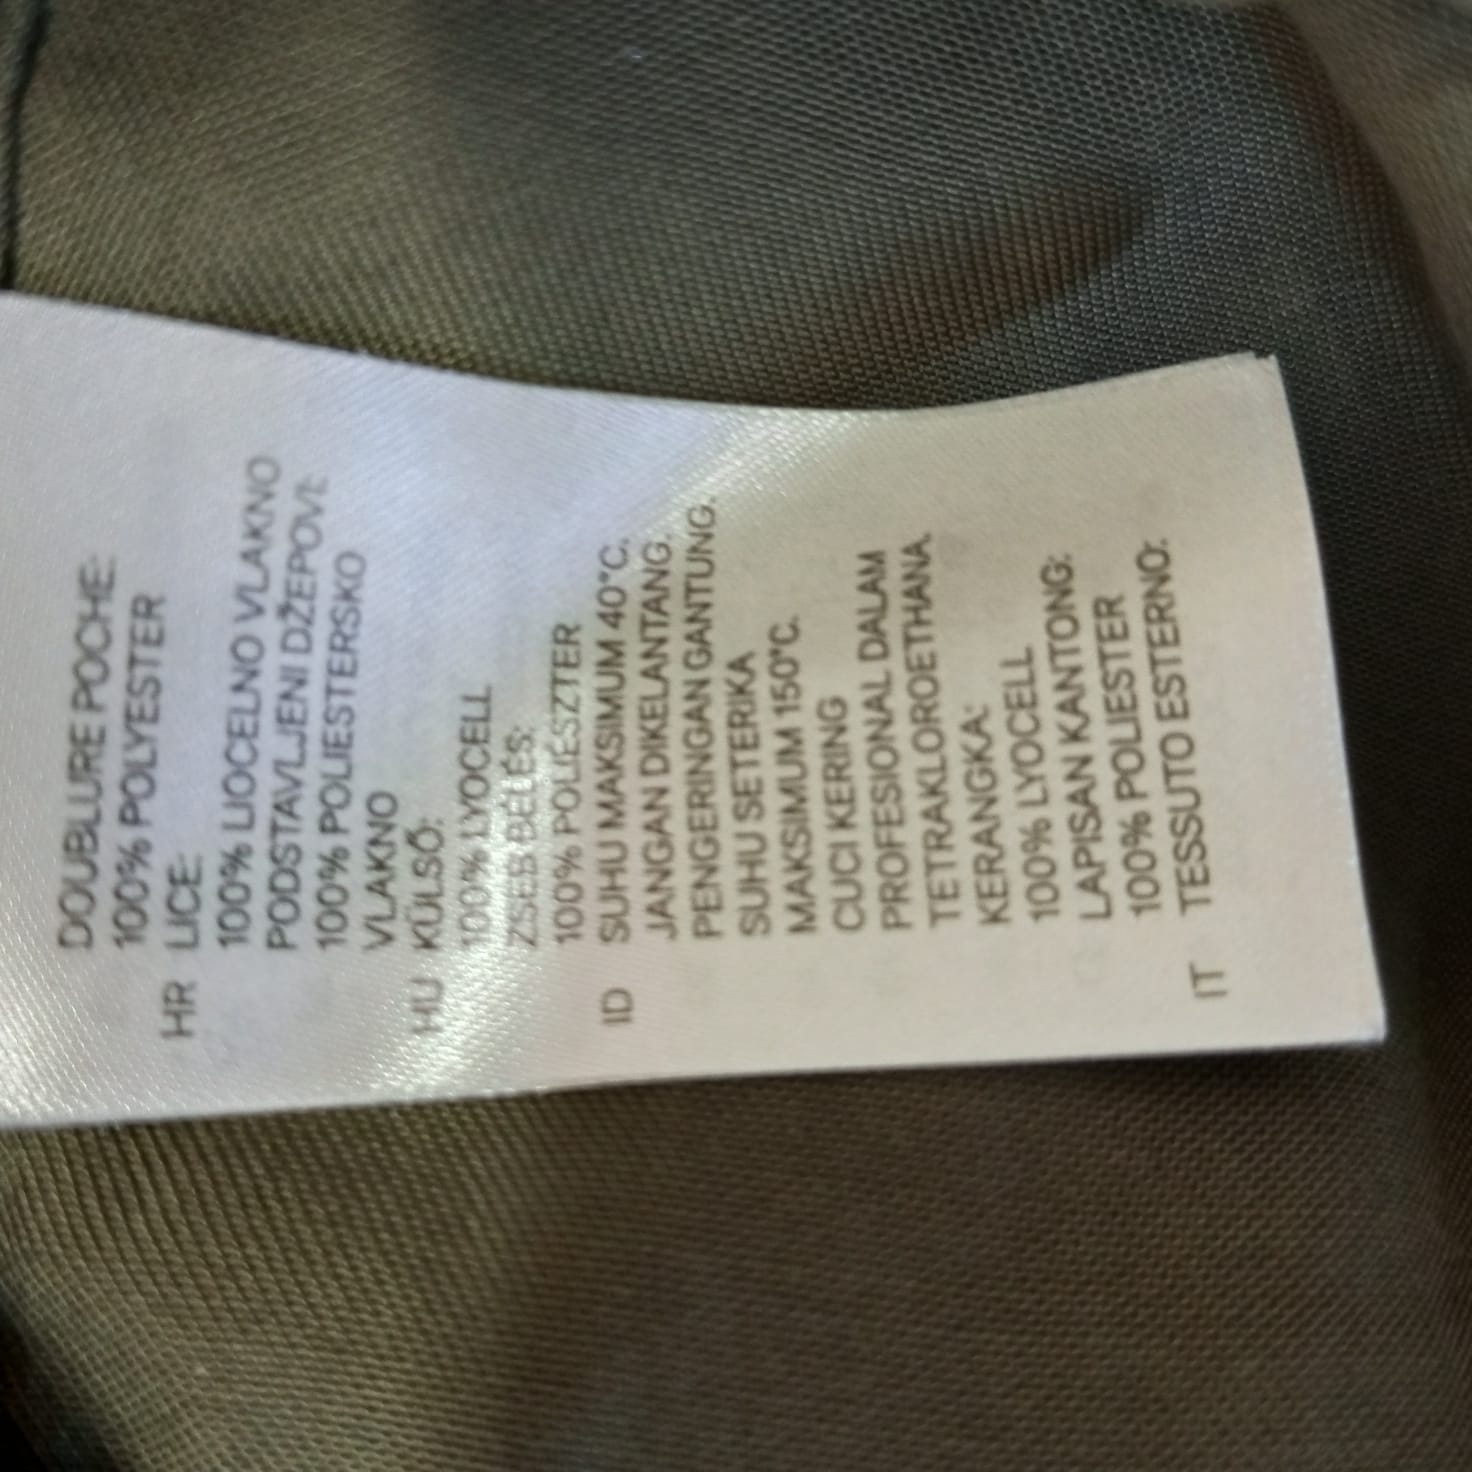 DOUBLURE POCHE:
100% POLYESTER
HR LICE:
100% LIOCELNO VLAKNO
PODSTAVLJENI DŽEPOVI:
100% POLIESTERSKO
VLAKNO
HU KÜLSŐ:
100% LYOCELL
ZSEB BÉLÉS:
100% POLIÉSZTER
ID SUHU MAKSIMUM 40°C.
JANGAN DIKELANTANG.
PENGERINGAN GANTUNG.
SUHU SETERIKA
MAKSIMUM 150°C.
CUCI KERING
PROFESIONAL DALAM
TETRAKLOROETHANA.
KERANGKA:
100% LYOCELL
LAPISAN KANTONG:
100% POLIESTER
IT TESSUTO ESTERNO: